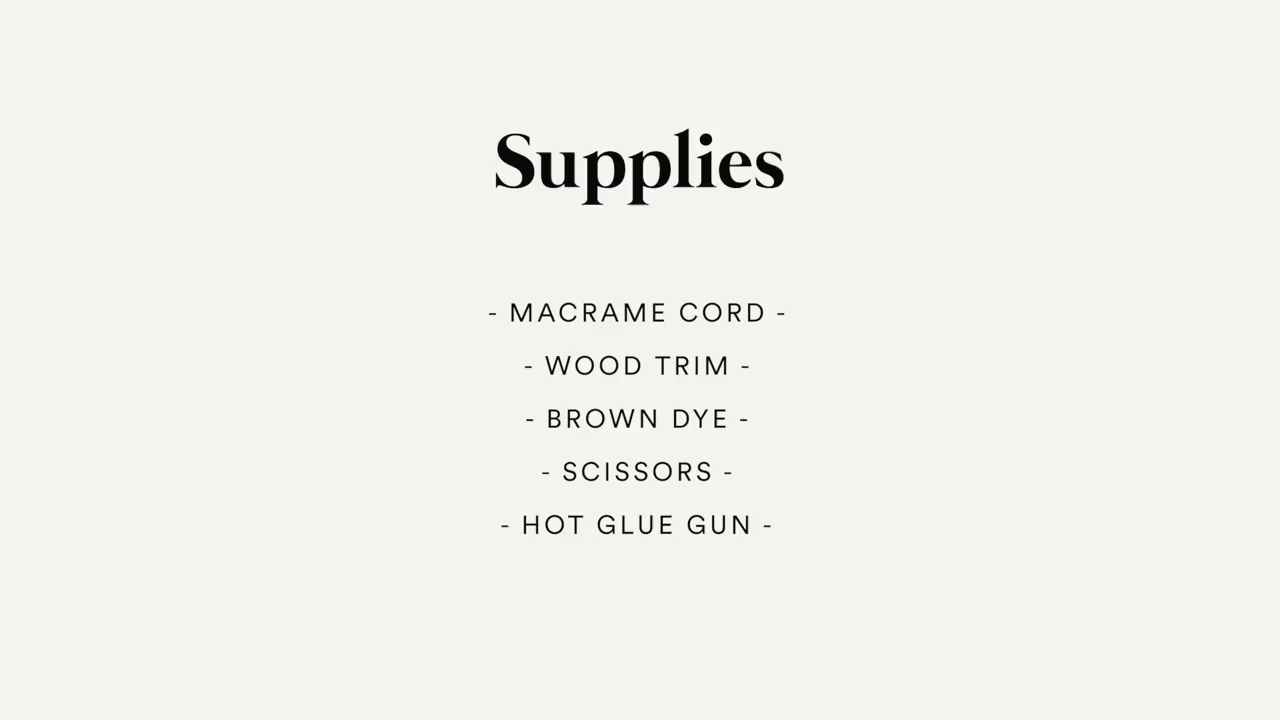 Supplies
- MACRAME CORD -
- WOOD TRIM -
- BROWN DYE -
- SCISSORS -
- HOT GLUE GUN -